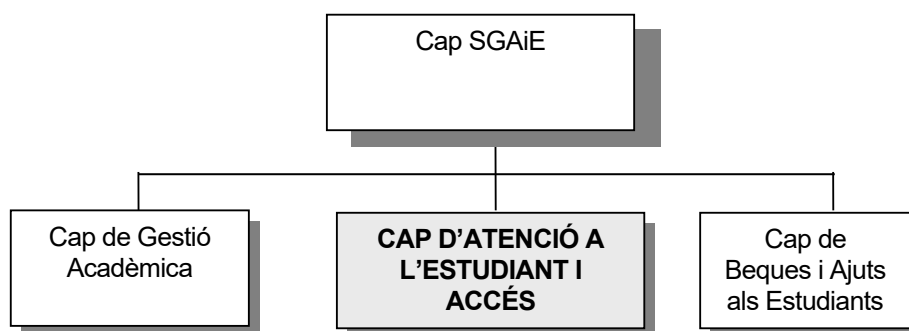 Cap SGAiE
Cap de Gestió
Acadèmica
CAP D’ATENCIÓ A
L’ESTUDIANT I
ACCÉS
Cap de
Beques i Ajuts
als Estudiants